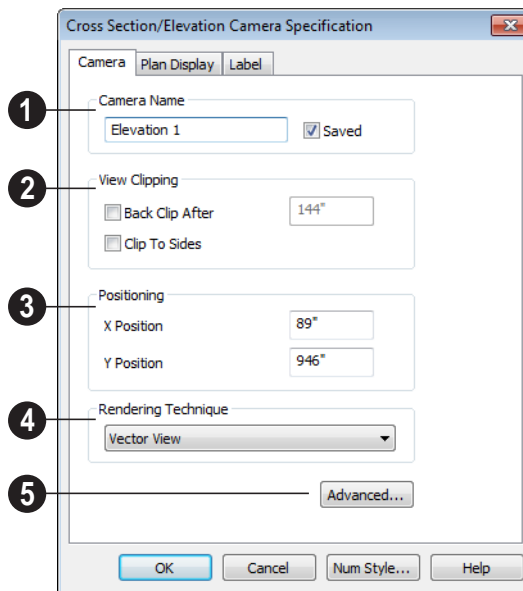 Cross Section/Elevation Camera Specification
Camera Plan Display Label
1 Camera Name
Elevation 1 Saved
2 View Clipping
Back Clip After 144"
Clip To Sides
3 Positioning
X Position 89"
Y Position 946"
4 Rendering Technique
Vector View
5 Advanced...
OK Cancel Num Style... Help